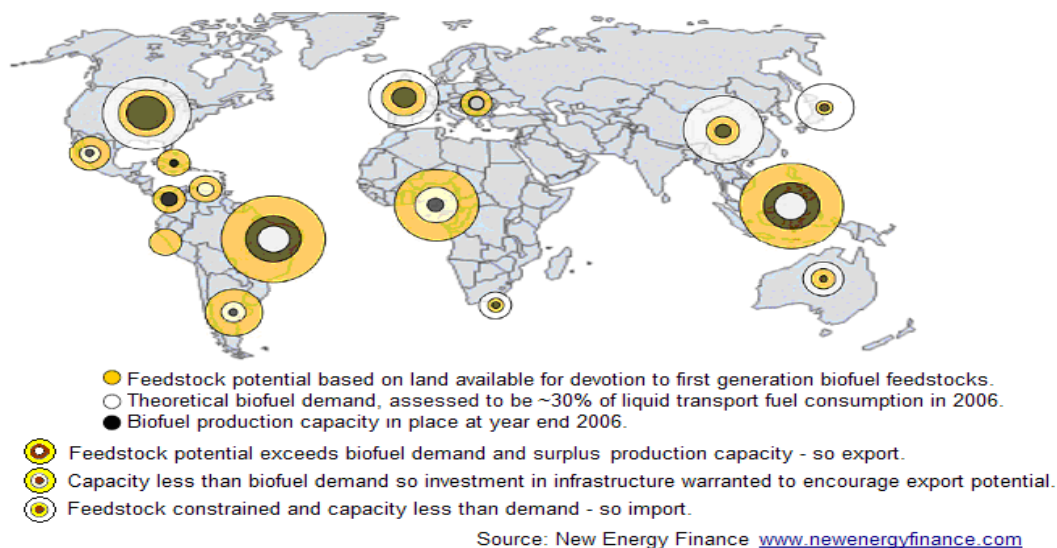 Feedstock potential based on land available for devotion to first generation biofuel feedstocks.
Theoretical biofuel demand, assessed to be ~30% of liquid transport fuel consumption in 2006.
Biofuel production capacity in place at year end 2006.
Feedstock potential exceeds biofuel demand and surplus production capacity - so export.
Capacity less than biofuel demand so investment in infrastructure warranted to encourage export potential.
Feedstock constrained and capacity less than demand - so import.
Source: New Energy Finance www.newenergyfinance.com